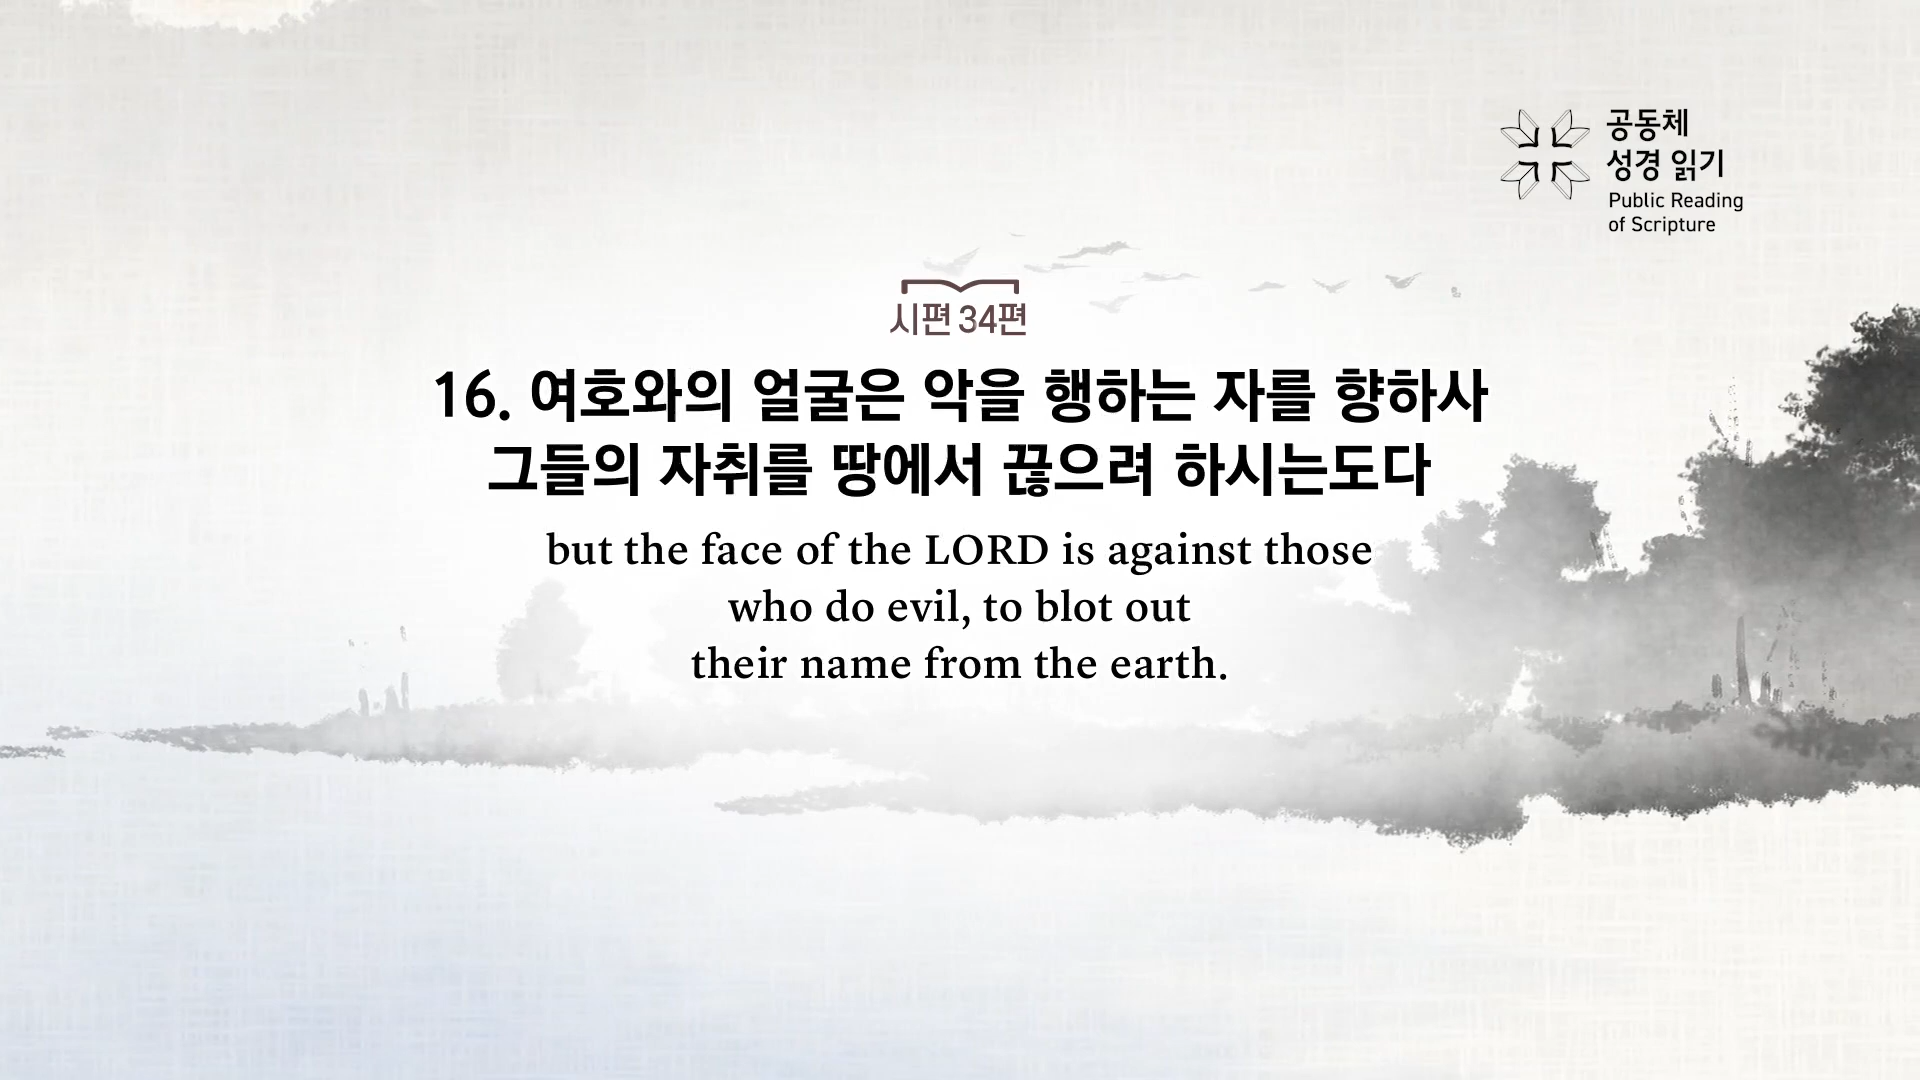 공동체
성경 읽기
Public Reading
of Scripture
시편 34편
16. 여호와의 얼굴은 악을 행하는 자를 향하사
그들의 자취를 땅에서 끊으려 하시는도다
but the face of the LORD is against those
who do evil, to blot out
their name from the earth.